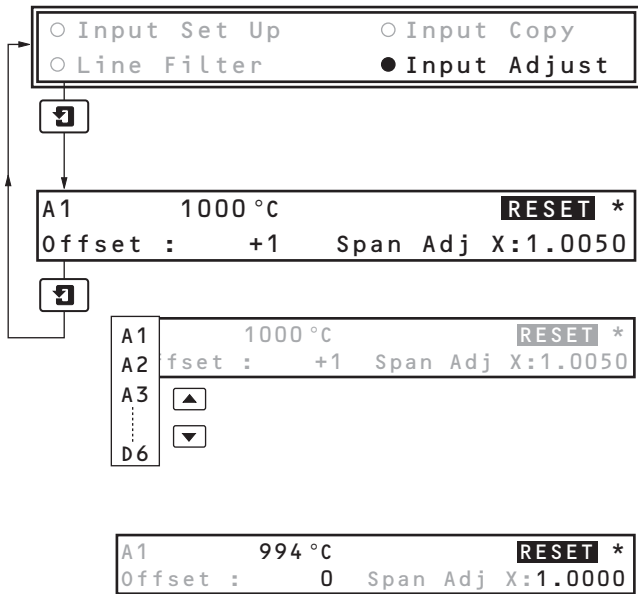 ○ Input Set Up ○ Input Copy
○ Line Filter ● Input Adjust
A1 1000 °C RESET *
Offset : +1 Span Adj X:1.0050
A1 1000 °C RESET *
A2 ffset : +1 Span Adj X:1.0050
A3
D6
A1 994 °C RESET *
Offset : 0 Span Adj X:1.0000